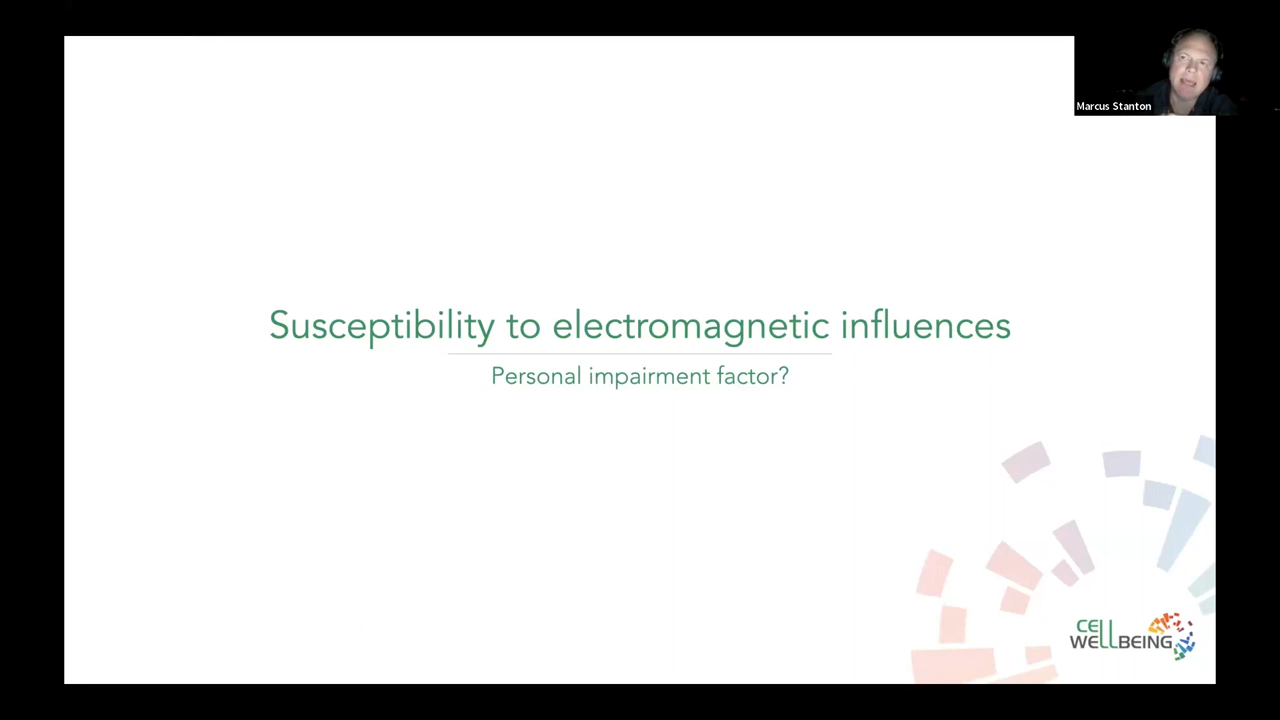 Marcus Stanton
Susceptibility to electromagnetic influences
Personal impairment factor?
CELL
WELLBEING